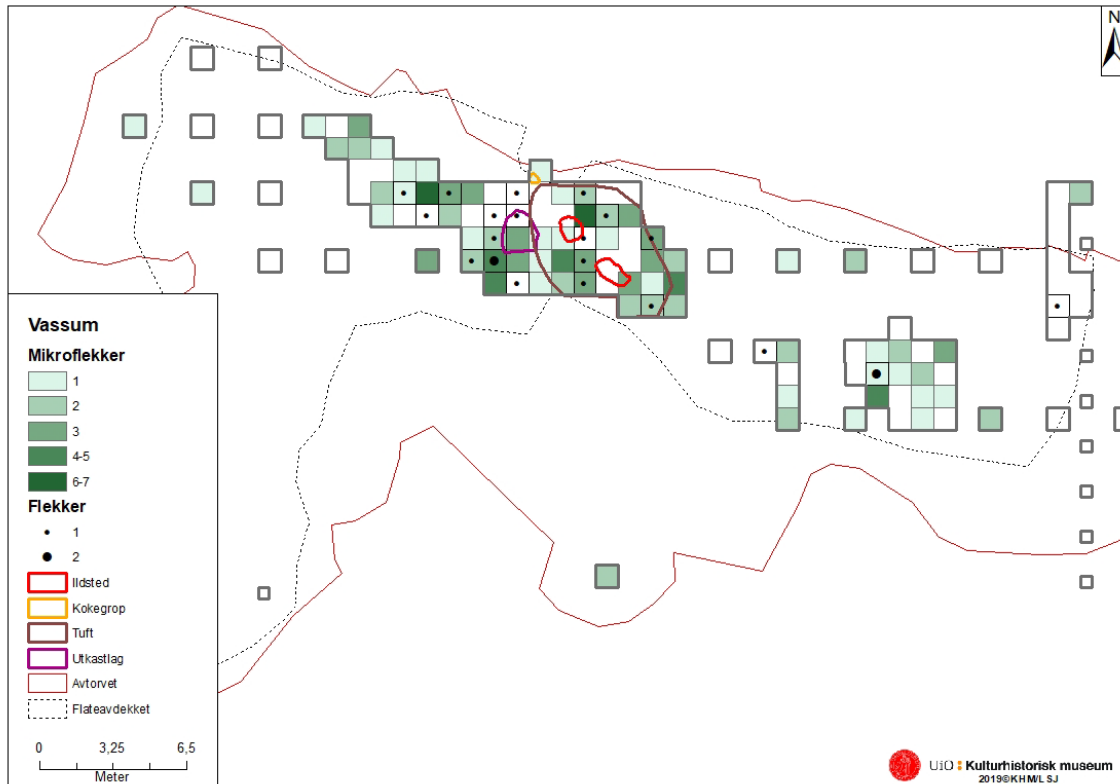 N
Vassum
Mikroflekker
1
2
3
4-5
6-7
Flekker
1
2
Ildsted
Kokegrop
Tuft
Utkastlag
Avtorvet
Flateavdekket
0 3,25 6,5
Meter
UiO : Kulturhistorisk museum
2019©KHM/LSJ